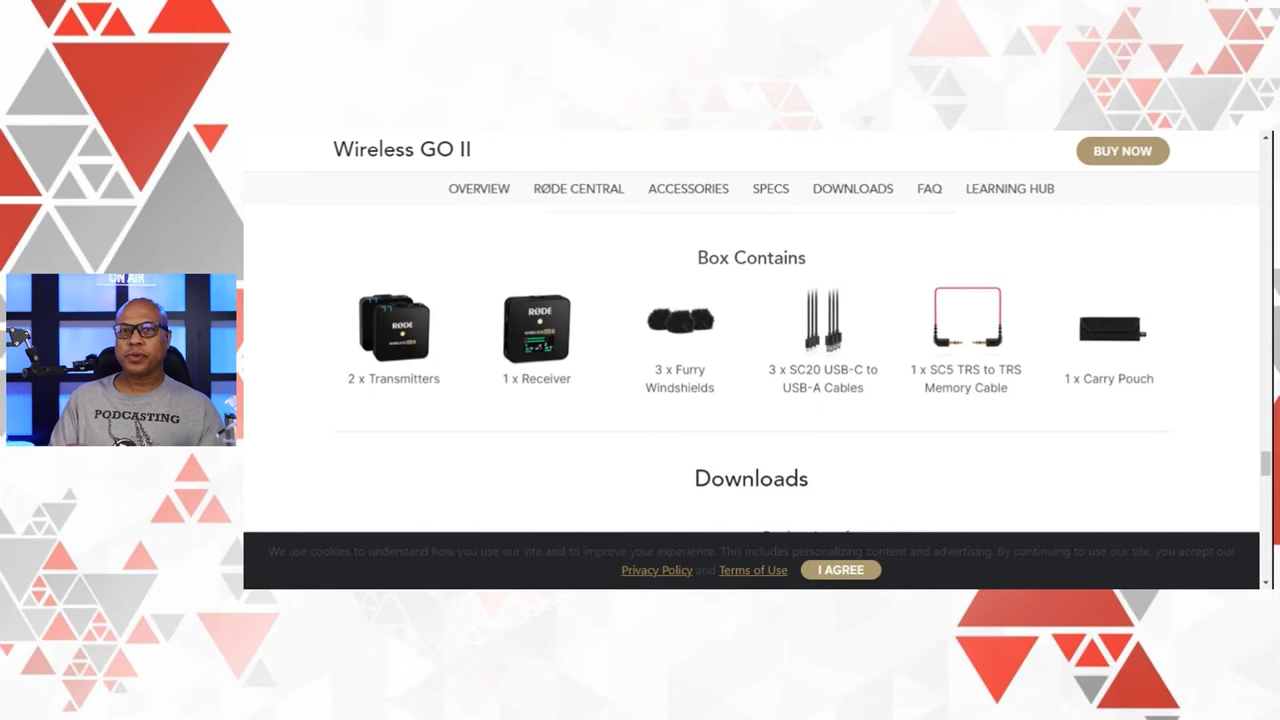 Wireless GO II
BUY NOW
OVERVIEW RØDE CENTRAL ACCESSORIES SPECS DOWNLOADS FAQ LEARNING HUB
Box Contains
ON AIR
RØDE
RØDE
2 x Transmitters
1 x Receiver
3 x Furry
Windshields
3 x SC20 USB-C to
USB-A Cables
1 x SC5 TRS to TRS
Memory Cable
1 x Carry Pouch
PODCASTING
Downloads
We use cookies to understand how you use our site and to improve your experience. This includes personalizing content and advertising. By continuing to use our site, you accept our
Privacy Policy and Terms of Use
I AGREE